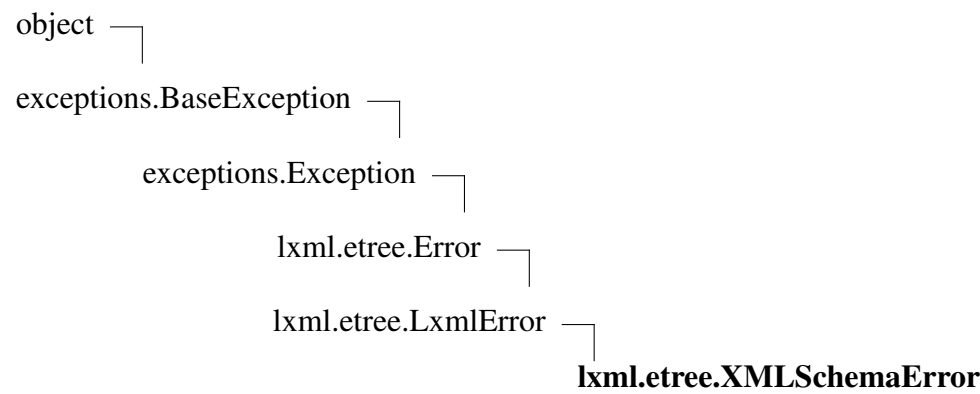 object
exceptions.BaseException
exceptions.Exception
lxml.etree.Error
lxml.etree.LxmlError
lxml.etree.XMLSchemaError